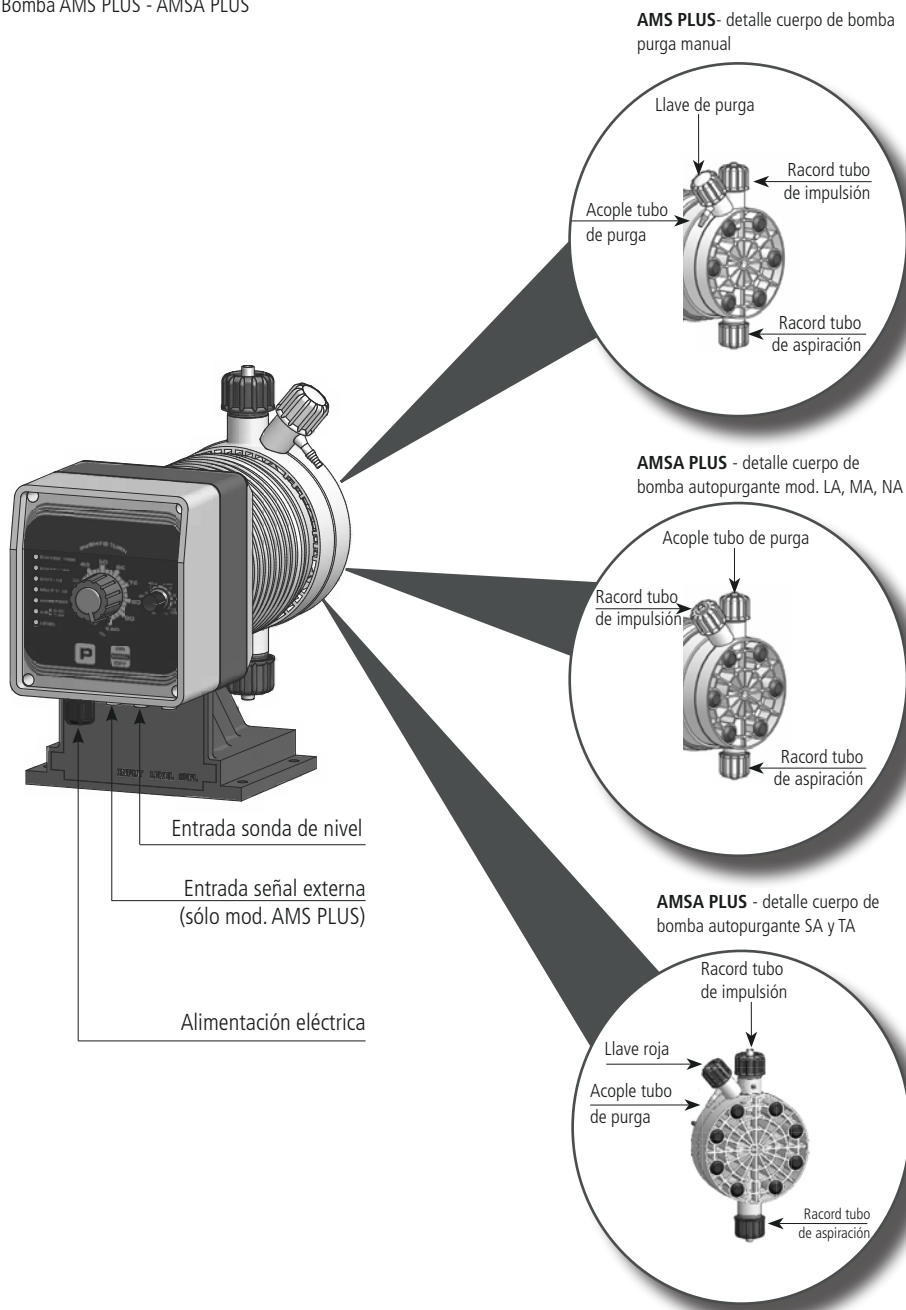 Bomba AMS PLUS - AMSA PLUS
AMS PLUS- detalle cuerpo de bomba
purga manual
Llave de purga
Racord tubo
de impulsión
Acople tubo
de purga
Racord tubo
de aspiración
AMSA PLUS - detalle cuerpo de
bomba autopurgante mod. LA, MA, NA
Acople tubo de purga
Racord tubo
de impulsión
Racord tubo
de aspiración
P
ON
OFF
INPUT LEVEL
Entrada sonda de nivel
Entrada señal externa
(sólo mod. AMS PLUS)
Alimentación eléctrica
AMSA PLUS - detalle cuerpo de
bomba autopurgante SA y TA
Racord tubo
de impulsión
Llave roja
Acople tubo
de purga
Racord tubo
de aspiración